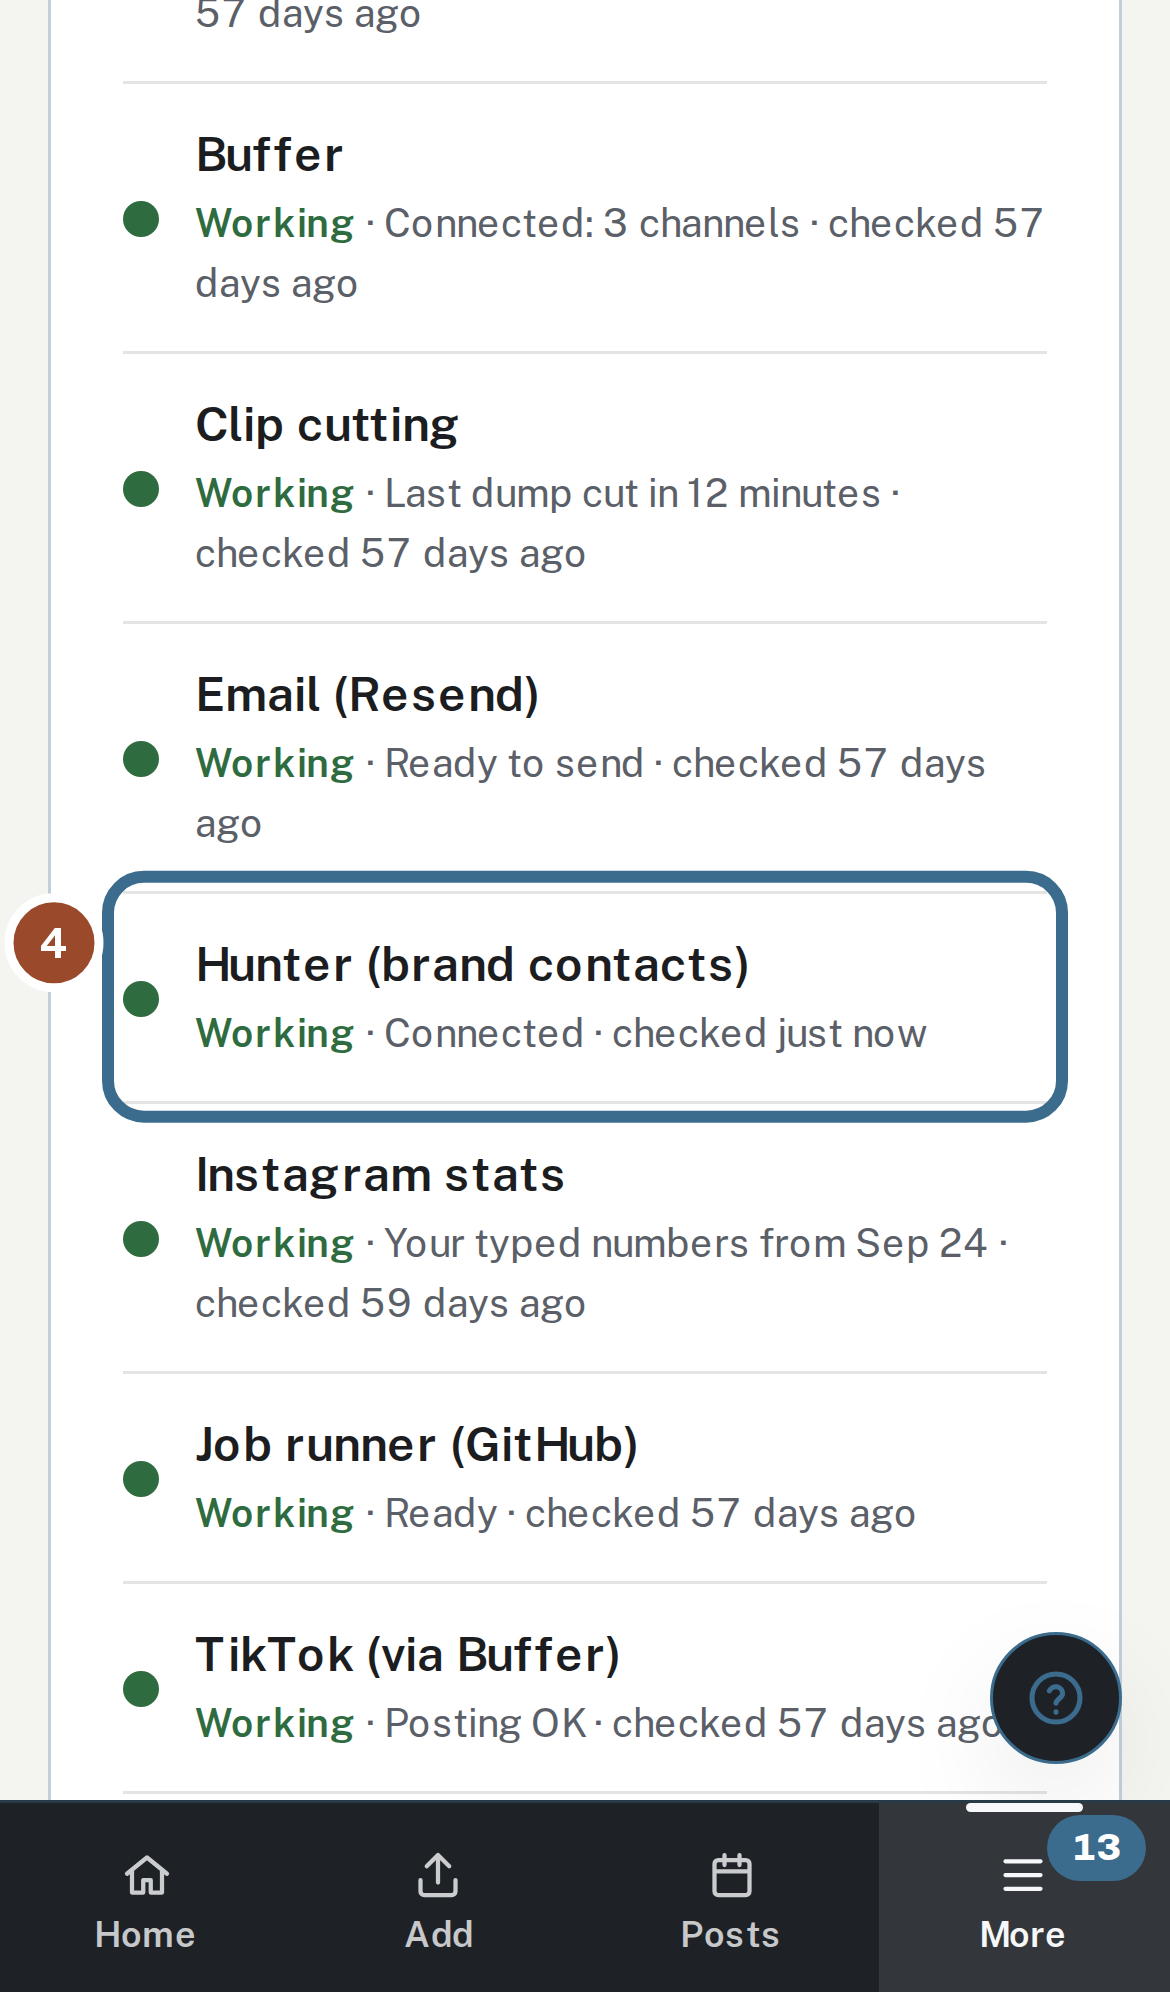 57 days ago
Buffer
Working · Connected: 3 channels · checked 57
days ago
Clip cutting
Working · Last dump cut in 12 minutes ·
checked 57 days ago
Email (Resend)
Working · Ready to send · checked 57 days
ago
4
Hunter (brand contacts)
Working · Connected · checked just now
Instagram stats
Working · Your typed numbers from Sep 24 ·
checked 59 days ago
Job runner (GitHub)
Working · Ready · checked 57 days ago
TikTok (via Buffer)
Working · Posting OK · checked 57 days ago
13
Home
Add
Posts
More